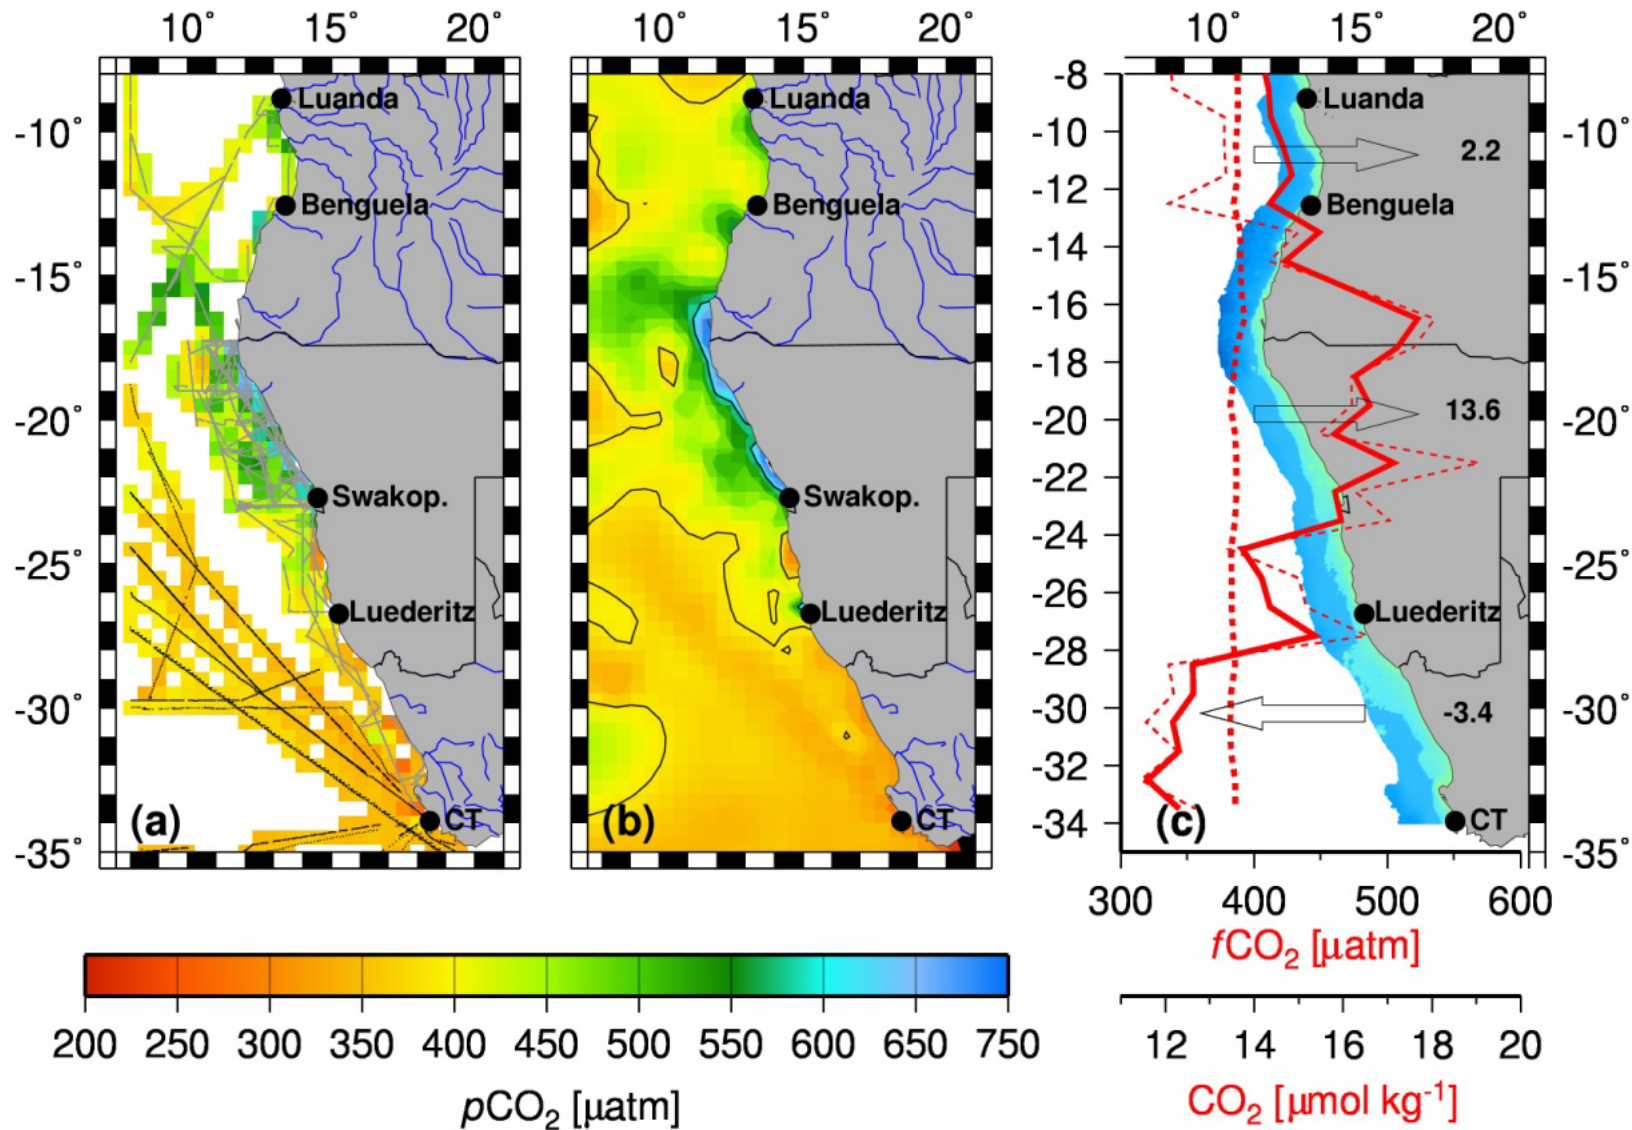 10° 15° 20° 10° 15° 20° 10° 15° 20°
-8
Luanda Luanda Luanda
-10° -10 -10°
2.2
-12
Benguela Benguela Benguela
-14
-15° -15°
-16
-18
13.6
-20° -20 -20°
-22
Swakop. Swakop.
-24
-25° -25°
-26
Luederitz Luederitz Luederitz
-28
-30° -30 -3.4 -30°
-32
(a) CT (b) CT -34 (c) CT
-35° -35°
300 400 500 600
fCO₂ [µatm]
200 250 300 350 400 450 500 550 600 650 750
12 14 16 18 20
pCO₂ [µatm]
CO₂ [µmol kg⁻¹]